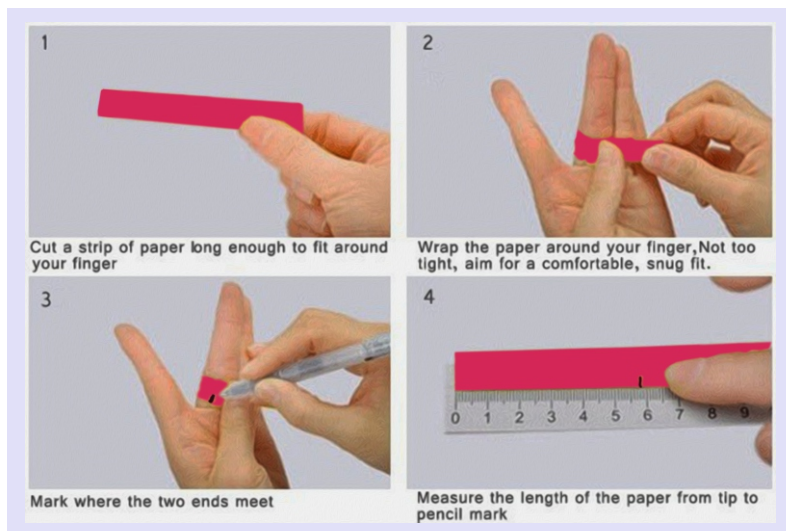 1
Cut a strip of paper long enough to fit around
your finger
2
Wrap the paper around your finger,Not too
tight, aim for a comfortable, snug fit.
3
Mark where the two ends meet
4
0 1 2 3 4 5 6 7 8 9
Measure the length of the paper from tip to
pencil mark